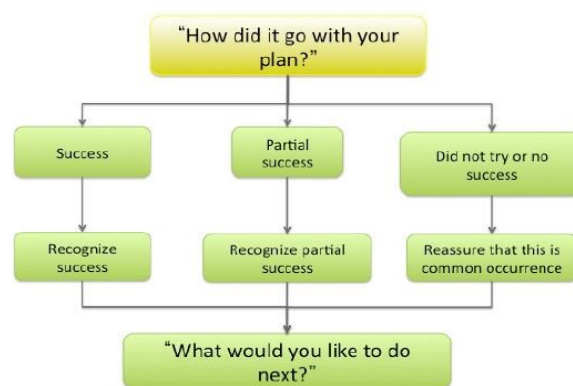 “How did it go with your
plan?”
Success
Partial
success
Did not try or no
success
Recognize
success
Recognize partial
success
Reassure that this is
common occurrence
“What would you like to do
next?”